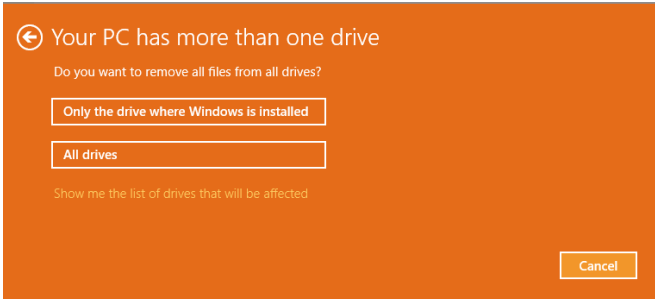 Your PC has more than one drive
Do you want to remove all files from all drives?
Only the drive where Windows is installed
All drives
Show me the list of drives that will be affected
Cancel